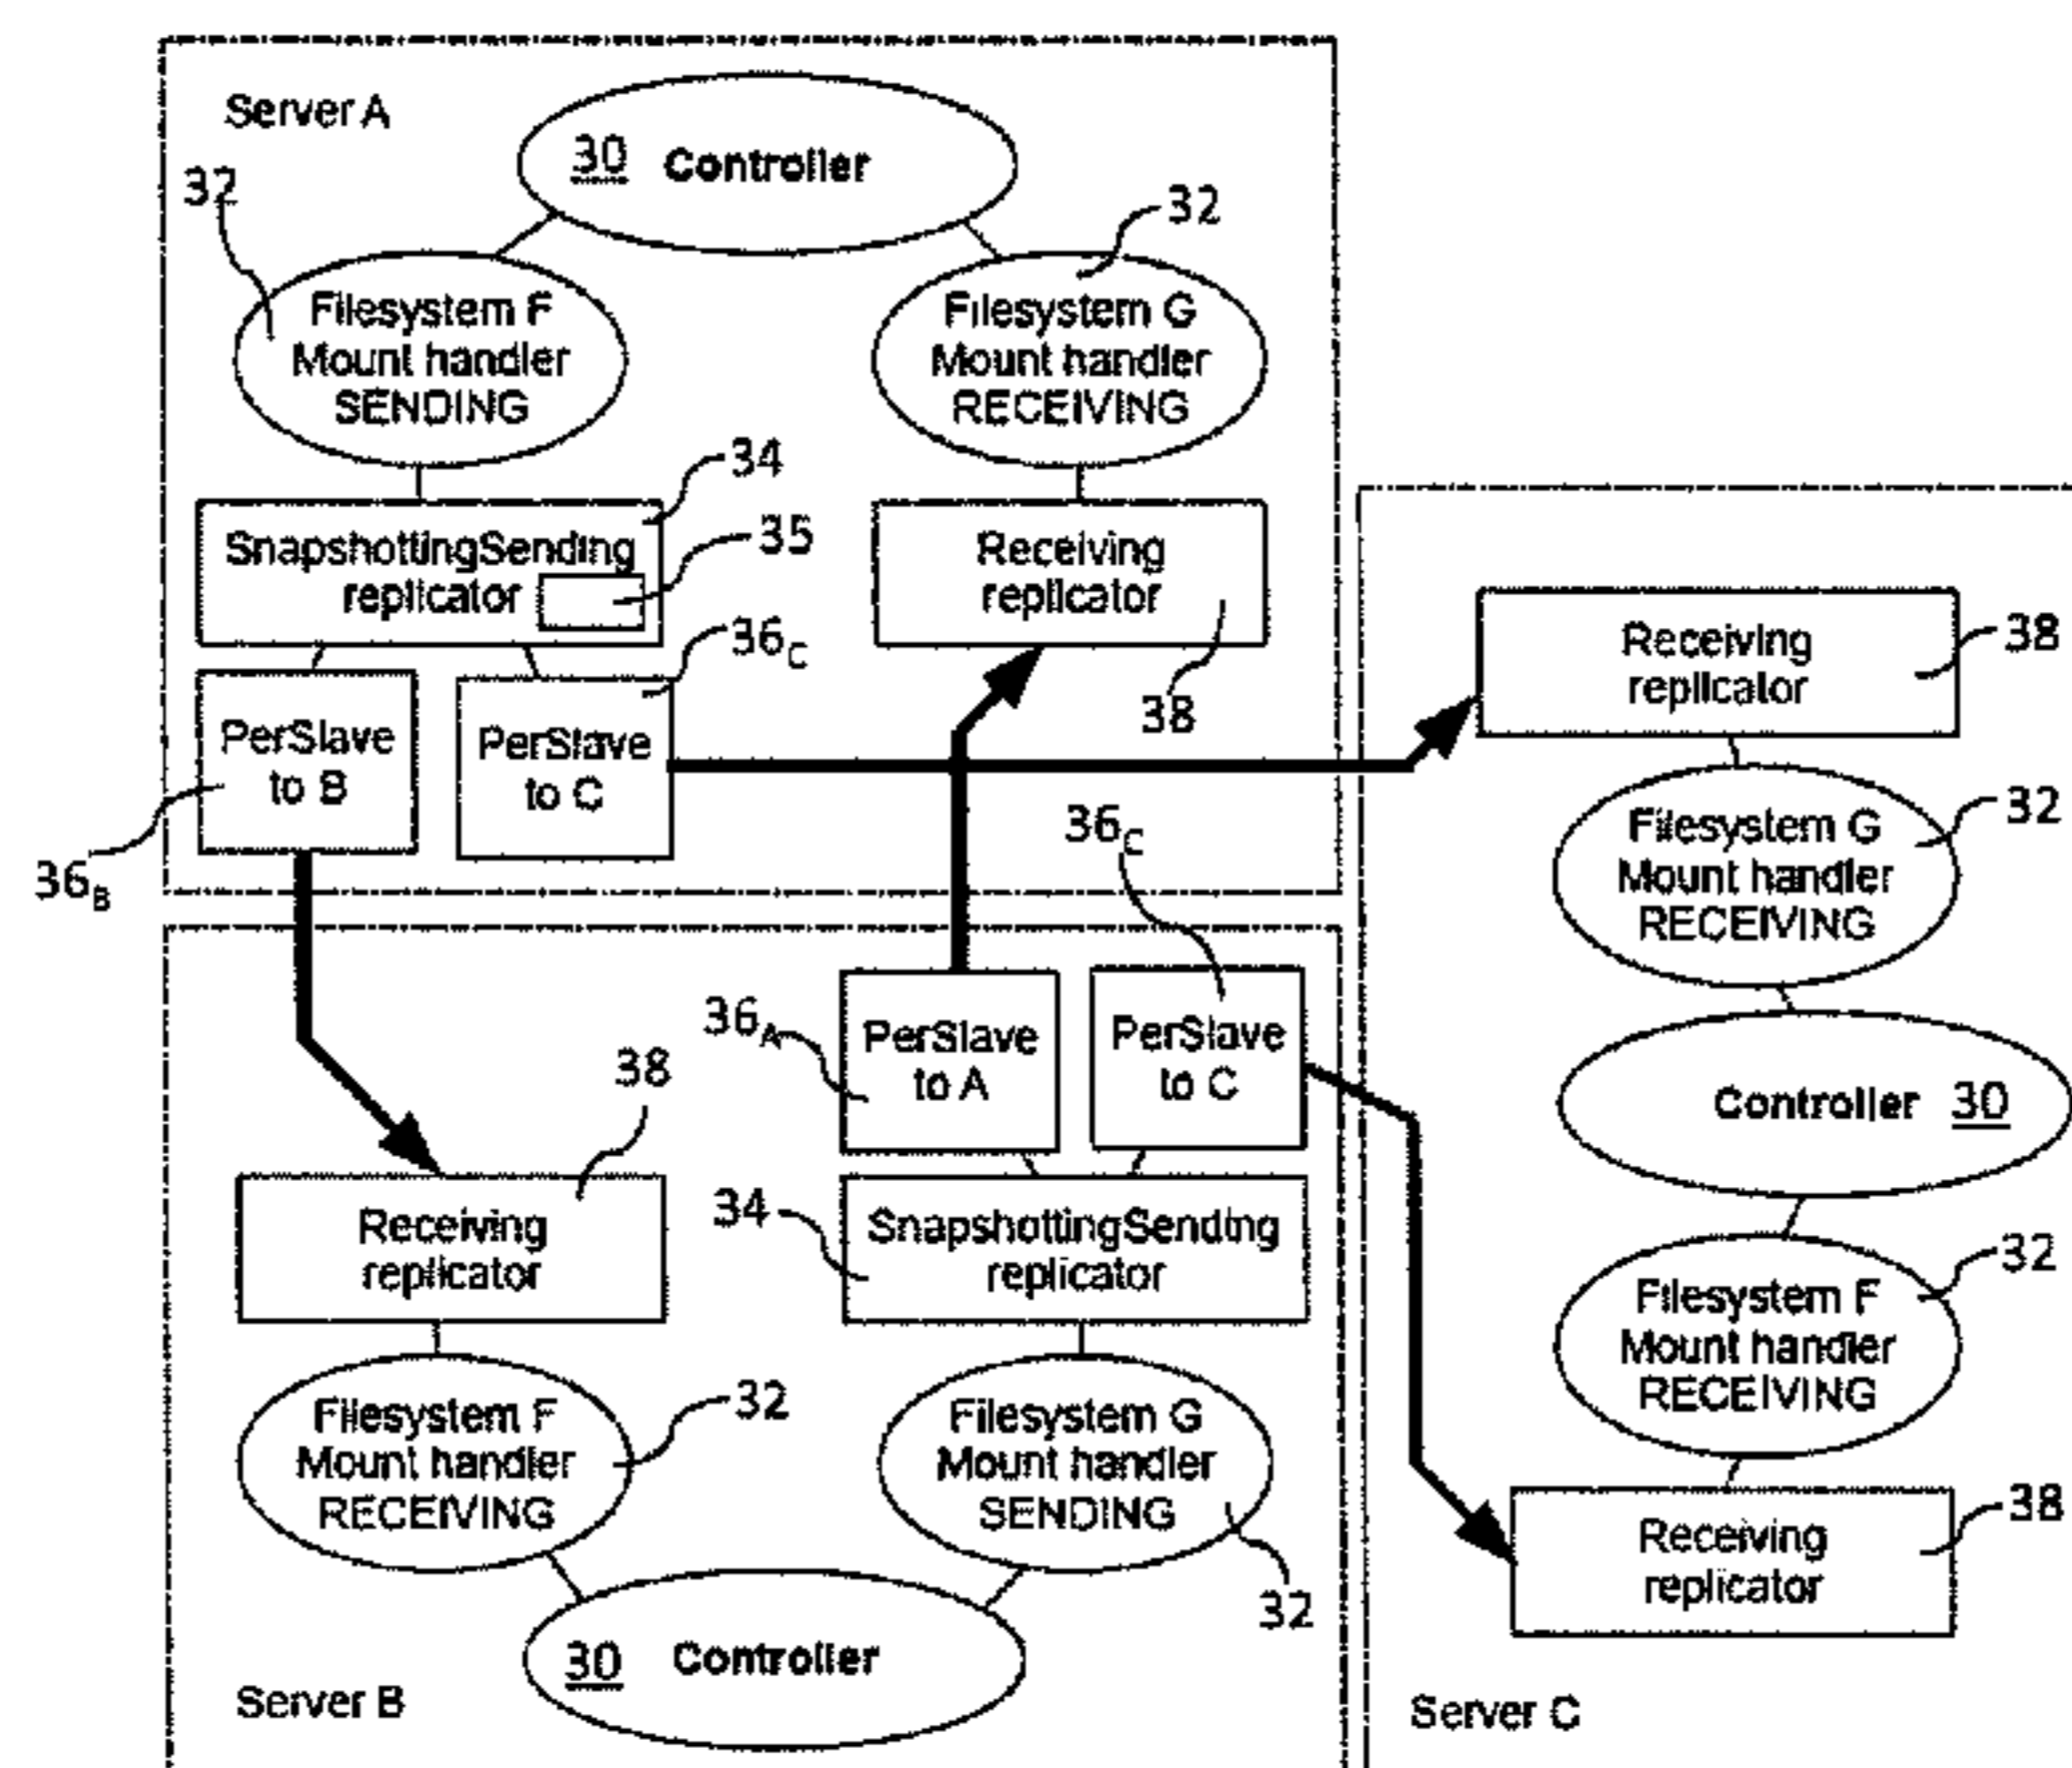 Server A
30 Controller
32
32
Filesystem F
Mount handler
SENDING
Filesystem G
Mount handler
RECEIVING
34
SnapshottingSending
replicator
35
Receiving
replicator
36C
38
PerSlave
to B
PerSlave
to C
36B
Receiving
replicator
38
Filesystem G
Mount handler
RECEIVING
32
Controller 30
Filesystem F
Mount handler
RECEIVING
32
Receiving
replicator
38
Server C
36C
36A
PerSlave
to A
PerSlave
to C
38
Receiving
replicator
34
SnapshottingSending
replicator
Filesystem F
Mount handler
RECEIVING
32
Filesystem G
Mount handler
SENDING
32
30 Controller
Server B